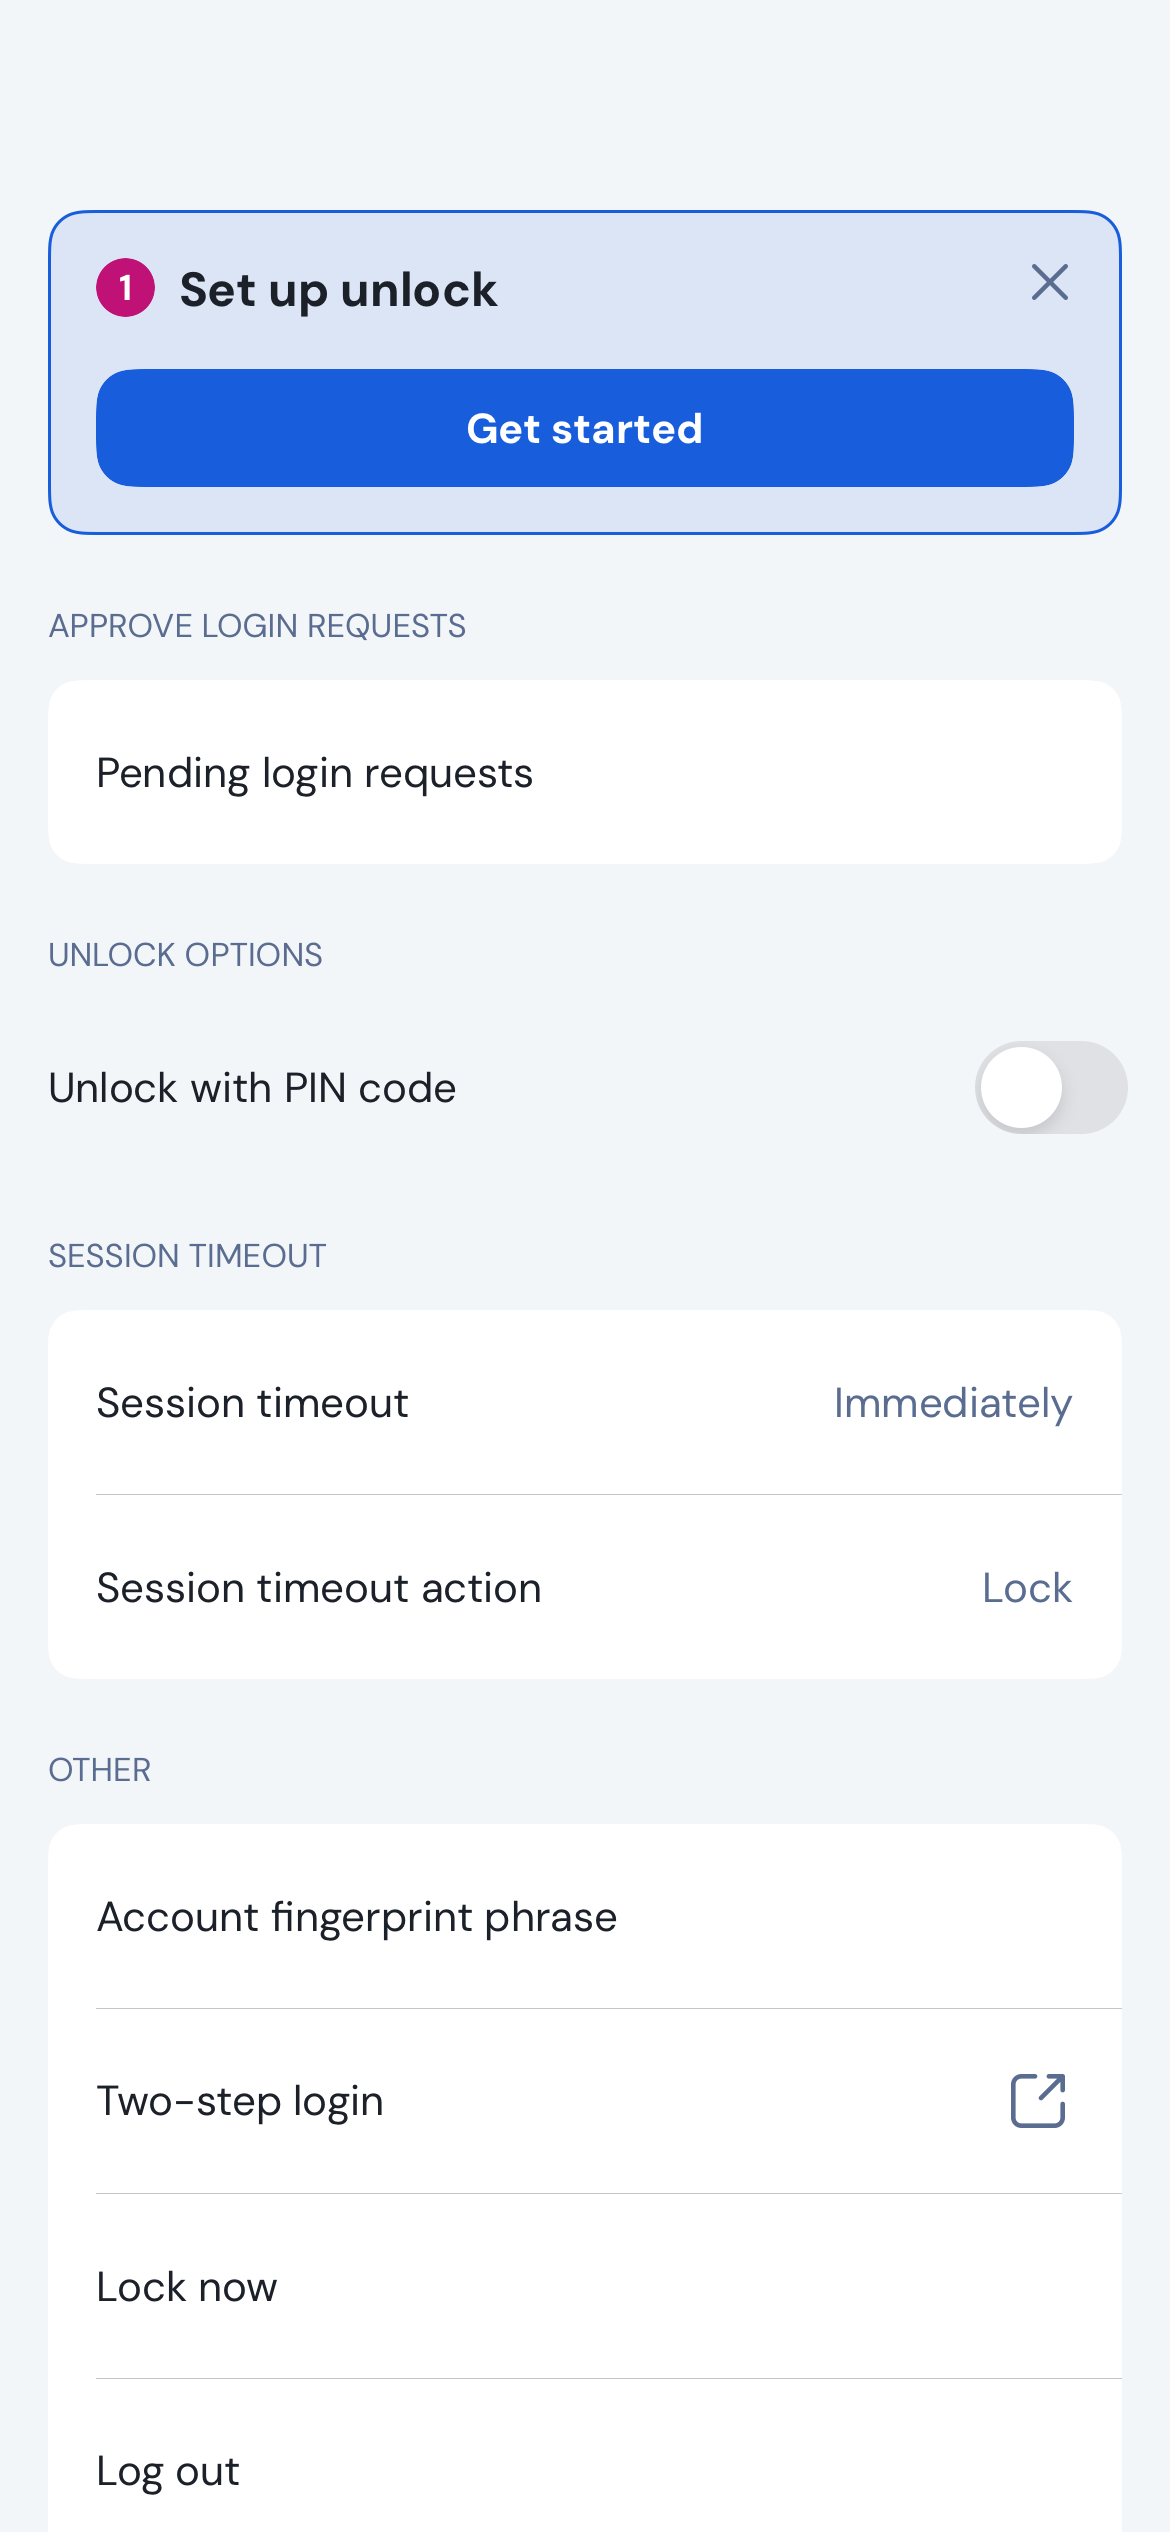 1 Set up unlock
Get started
APPROVE LOGIN REQUESTS
Pending login requests
UNLOCK OPTIONS
Unlock with PIN code
SESSION TIMEOUT
Session timeout Immediately
Session timeout action Lock
OTHER
Account fingerprint phrase
Two-step login
Lock now
Log out